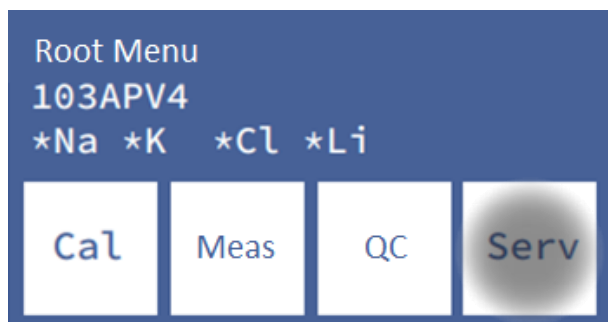 Root Menu
103APV4
*Na *K *Cl *Li
Cal Meas QC Serv